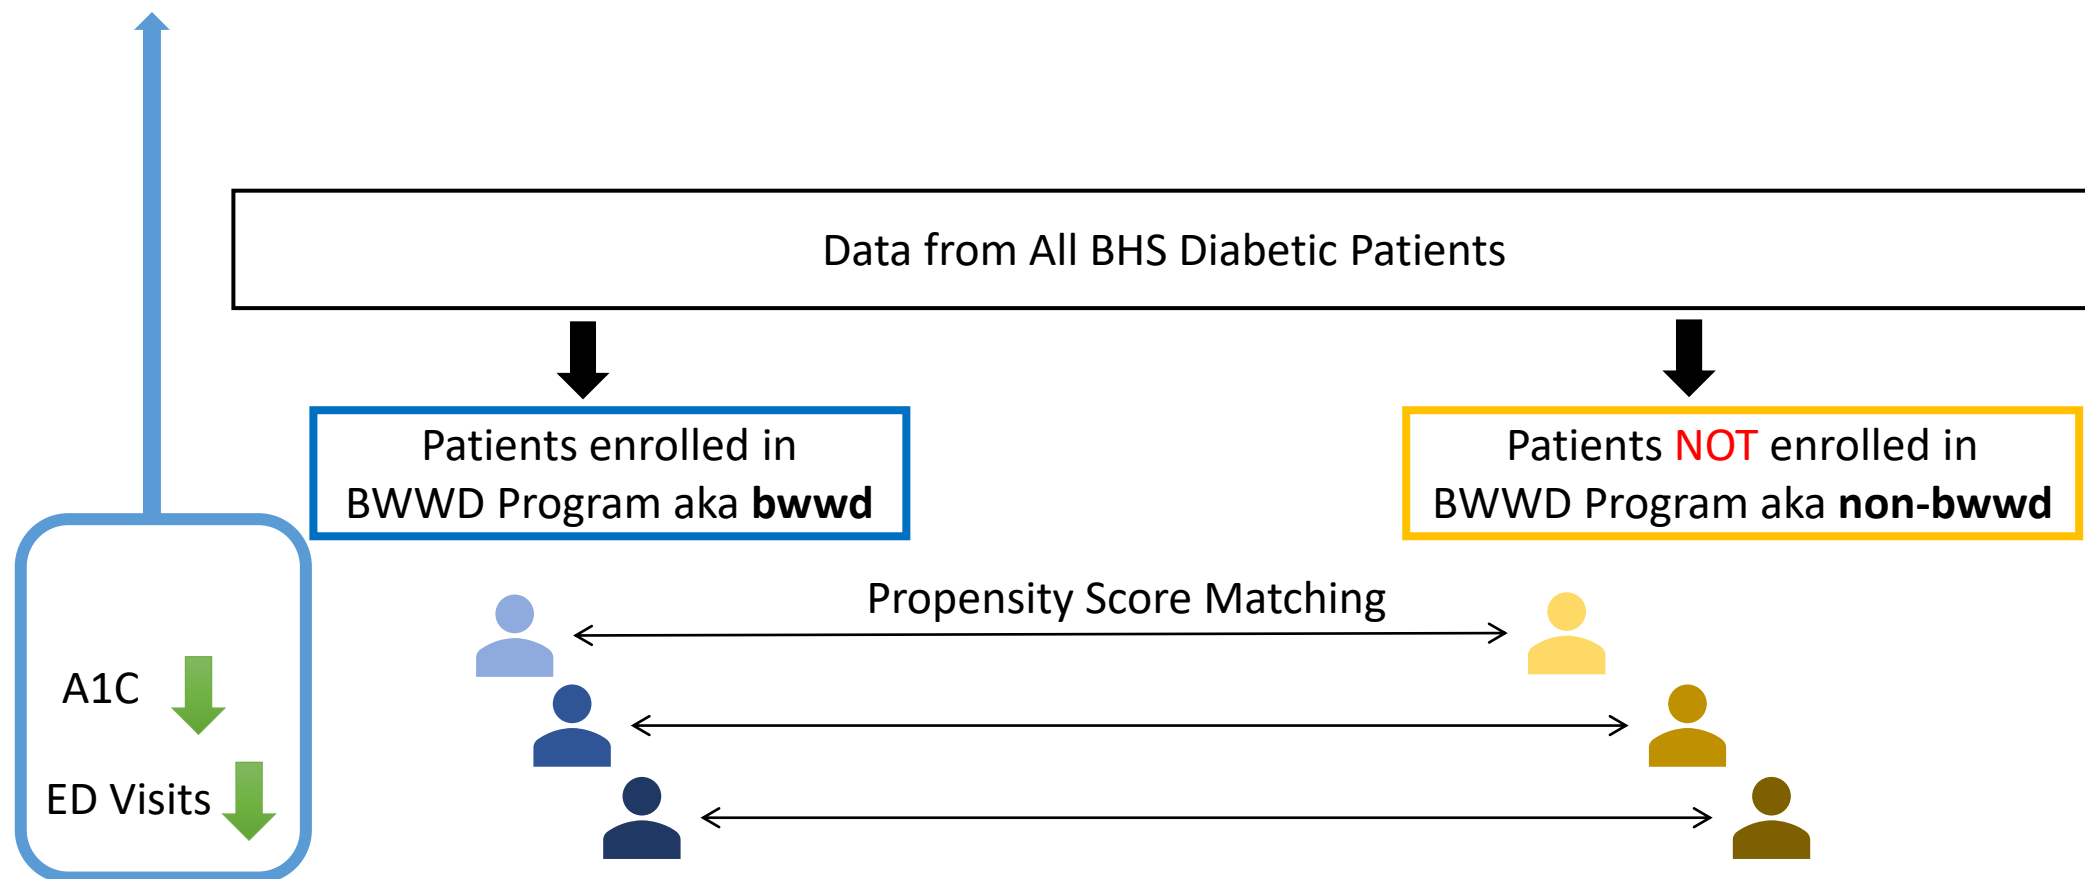 Data from All BHS Diabetic Patients
Patients enrolled in
BWWD Program aka bwwd
Patients NOT enrolled in
BWWD Program aka non-bwwd
Propensity Score Matching
A1C
ED Visits